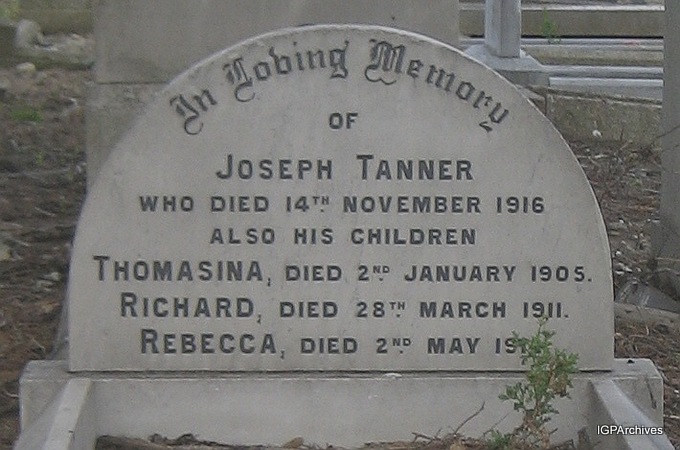 In Loving Memory
OF
JOSEPH TANNER
WHO DIED 14TH NOVEMBER 1916
ALSO HIS CHILDREN
THOMASINA, DIED 2ND JANUARY 1905.
RICHARD, DIED 28TH MARCH 1911.
REBECCA, DIED 2ND MAY
IGPArchives